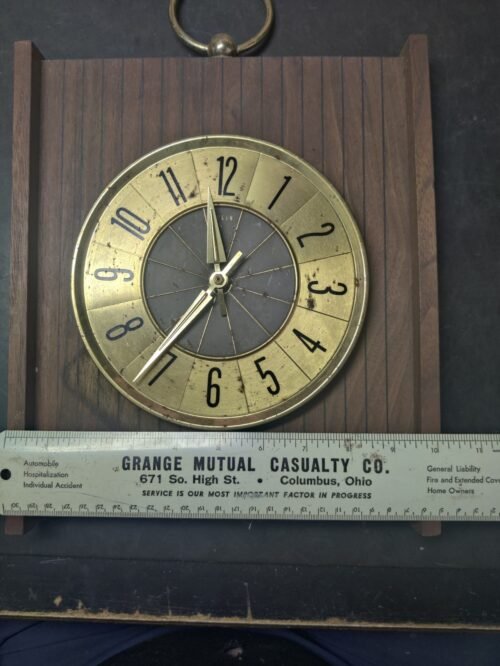 12
1
2
3
4
5
6
7
8
9
10
11
Automobile
Hospitalization
Individual Accident
GRANGE MUTUAL CASUALTY CO.
671 So. High St. • Columbus, Ohio
SERVICE IS OUR MOST IMPORTANT FACTOR IN PROGRESS
General Liability
Fire and Extended Cove
Home Owners